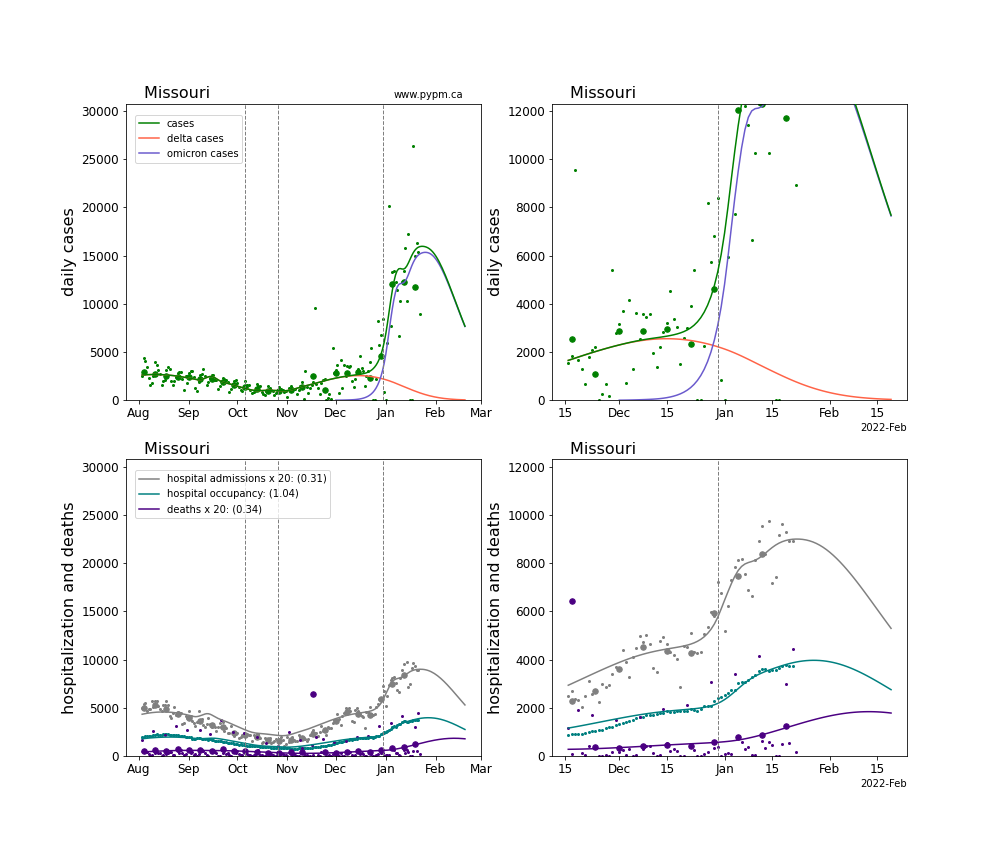 Missouri
www.pypm.ca
daily cases
30000
25000
20000
15000
10000
5000
0
cases
delta cases
omicron cases
Aug Sep Oct Nov Dec Jan Feb Mar
Missouri
daily cases
12000
10000
8000
6000
4000
2000
0
15 Dec 15 Jan 15 Feb 15
2022-Feb
Missouri
hospitalization and deaths
30000
25000
20000
15000
10000
5000
0
hospital admissions x 20: (0.31)
hospital occupancy: (1.04)
deaths x 20: (0.34)
Aug Sep Oct Nov Dec Jan Feb Mar
Missouri
hospitalization and deaths
12000
10000
8000
6000
4000
2000
0
15 Dec 15 Jan 15 Feb 15
2022-Feb